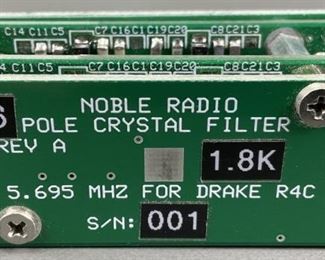 C14 C11 C5 C7 C16 C1 C19 C20 C8 C21 C3
C14 C11 C5 C7 C16 C1 C19 C20 C8 C21 C3
NOBLE RADIO
POLE CRYSTAL FILTER
REV A
1.8K
5.695 MHZ FOR DRAKE R4C
S/N: 001